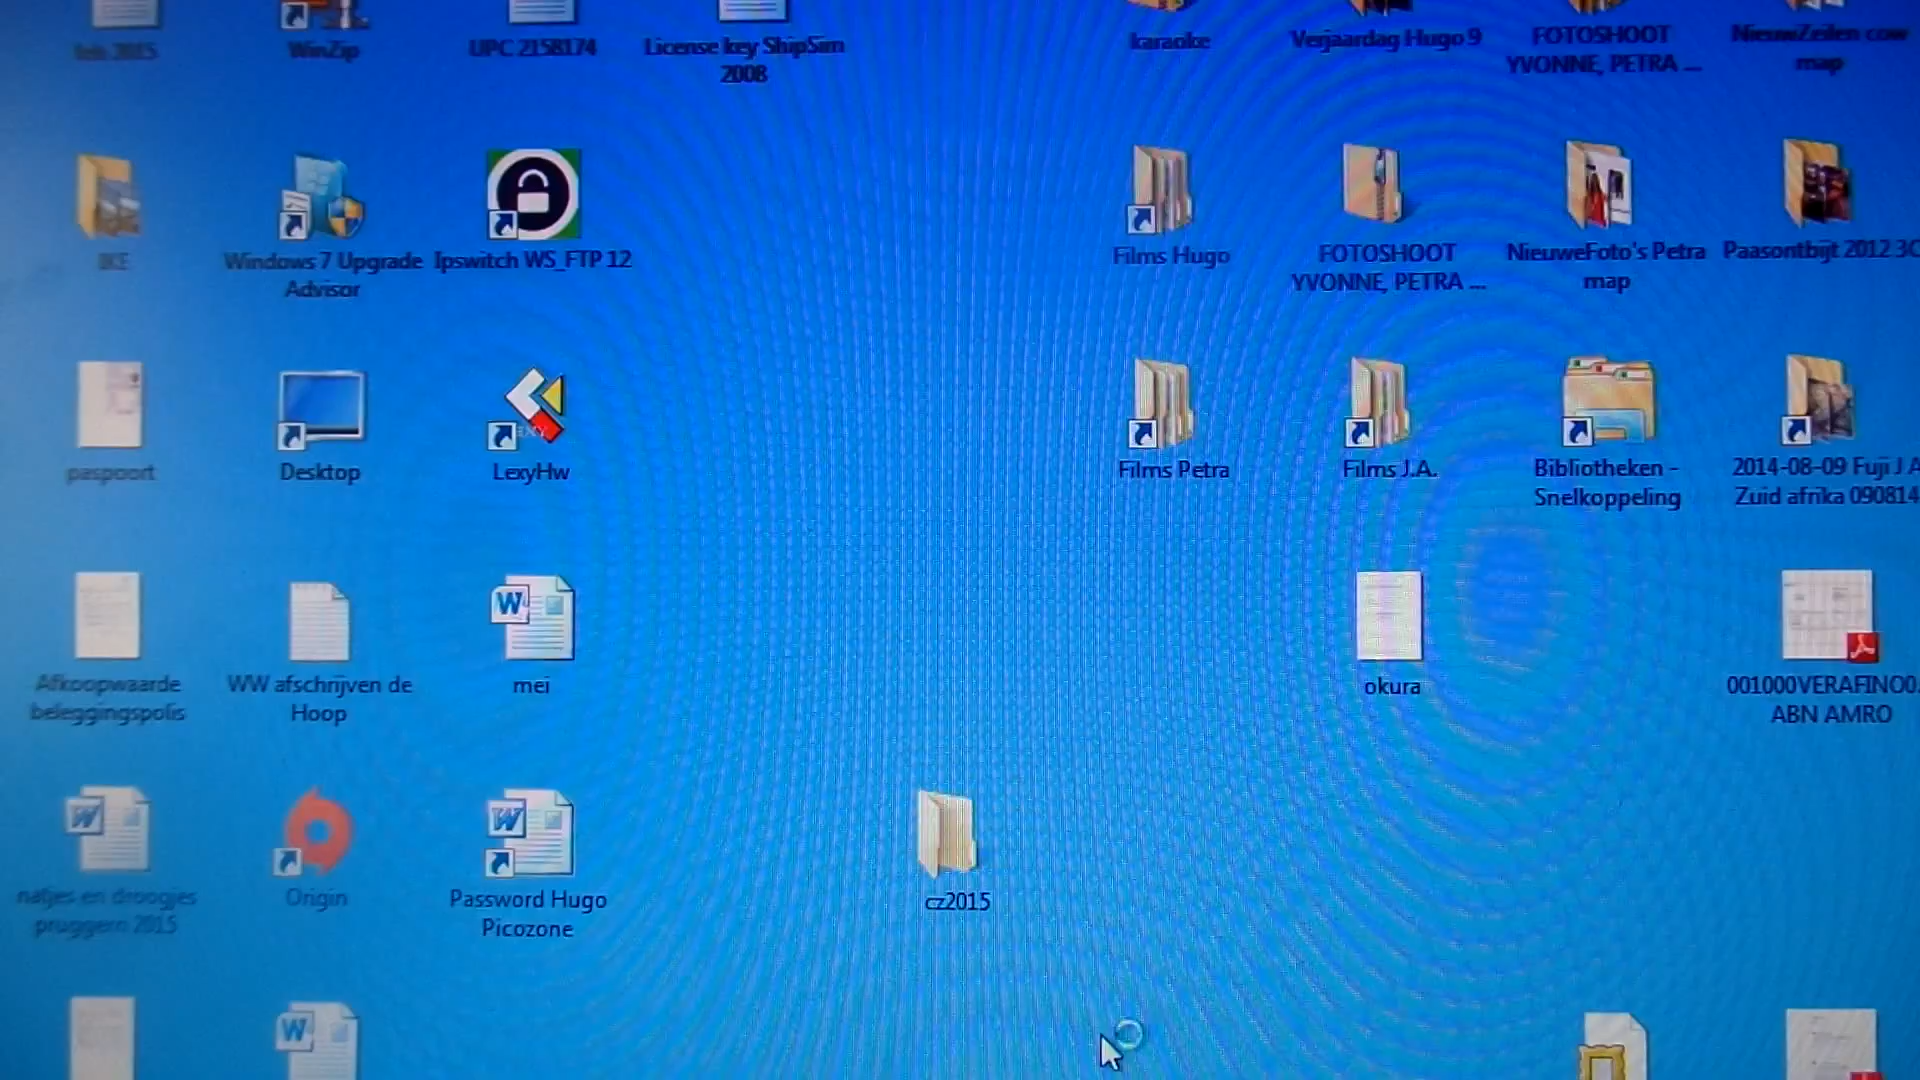 feb 2015
WinZip
UPC 2158174
License key ShipSim
2008
karaoke
Verjaardag Hugo 9
FOTOSHOOT
YVONNE, PETRA ...
NieuwZeilen cow
map
IKE
Windows 7 Upgrade
Advisor
Ipswitch WS_FTP 12
Films Hugo
FOTOSHOOT
YVONNE, PETRA ...
NieuweFoto's Petra
map
Paasontbijt 2012 3C
paspoort
Desktop
LexyHw
Films Petra
Films J.A.
Bibliotheken -
Snelkoppeling
2014-08-09 Fuji J A
Zuid afrika 090814
Afkoopwaarde
beleggingspolis
WW afschrijven de
Hoop
mei
okura
001000VERAFINO0
ABN AMRO
natjes en droogjes
pruggern 2015
Origin
Password Hugo
Picozone
cz2015